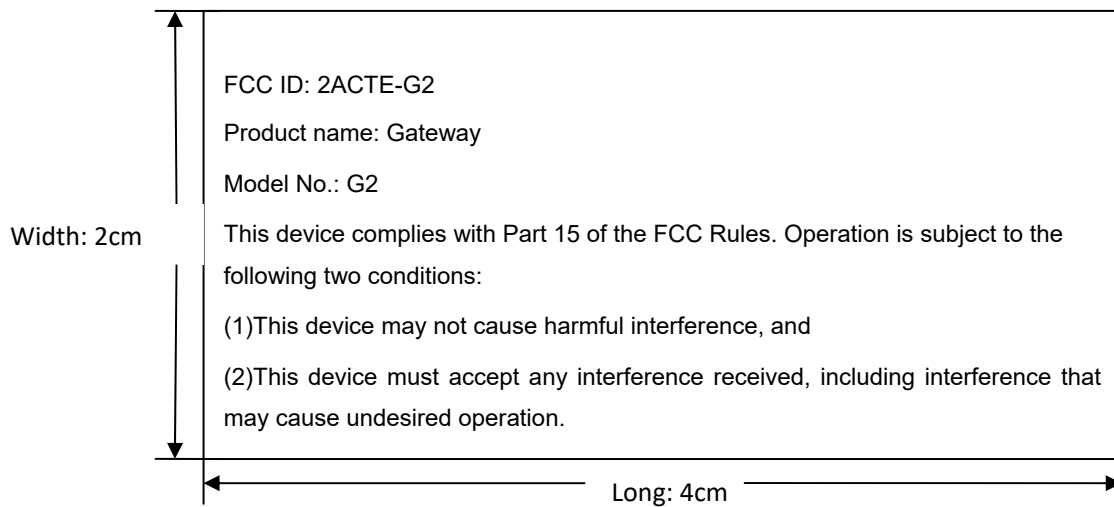 FCC ID: 2ACTE-G2
Product name: Gateway
Model No.: G2
Width: 2cm
This device complies with Part 15 of the FCC Rules. Operation is subject to the
following two conditions:
(1)This device may not cause harmful interference, and
(2)This device must accept any interference received, including interference that
may cause undesired operation.
Long: 4cm